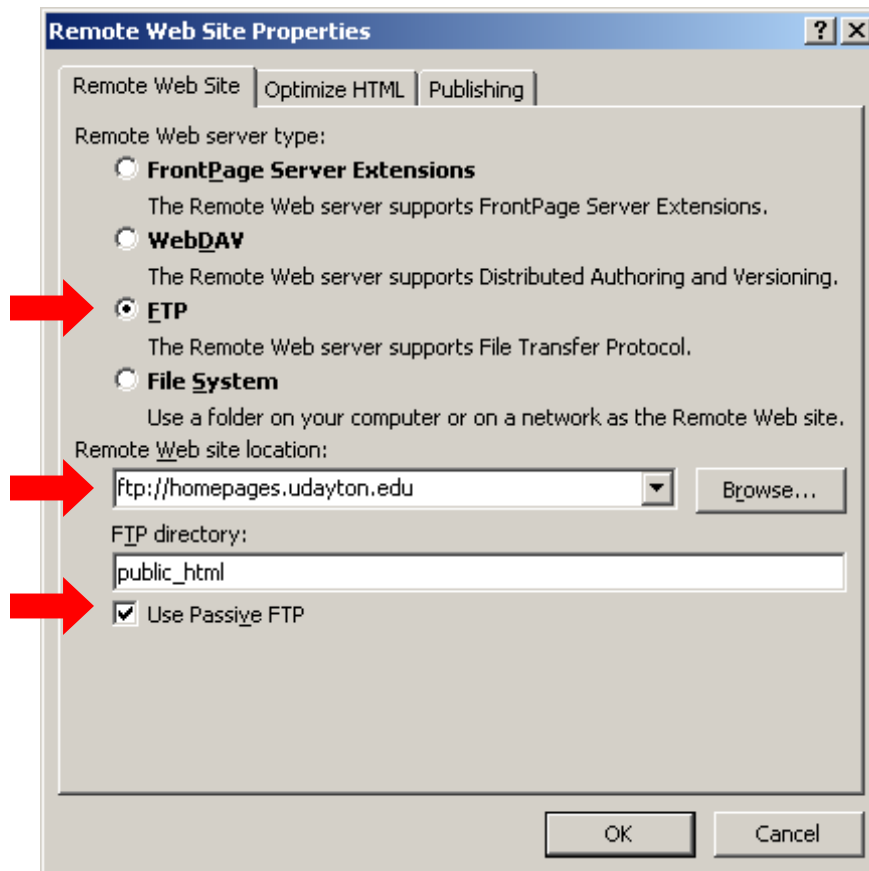 Remote Web Site Properties
Remote Web Site Optimize HTML Publishing
Remote Web server type:
FrontPage Server Extensions
The Remote Web server supports FrontPage Server Extensions.
WebDAV
The Remote Web server supports Distributed Authoring and Versioning.
FTP
The Remote Web server supports File Transfer Protocol.
File System
Use a folder on your computer or on a network as the Remote Web site.
Remote Web site location:
ftp://homepages.udayton.edu Browse...
FTP directory:
public_html
Use Passive FTP
OK Cancel